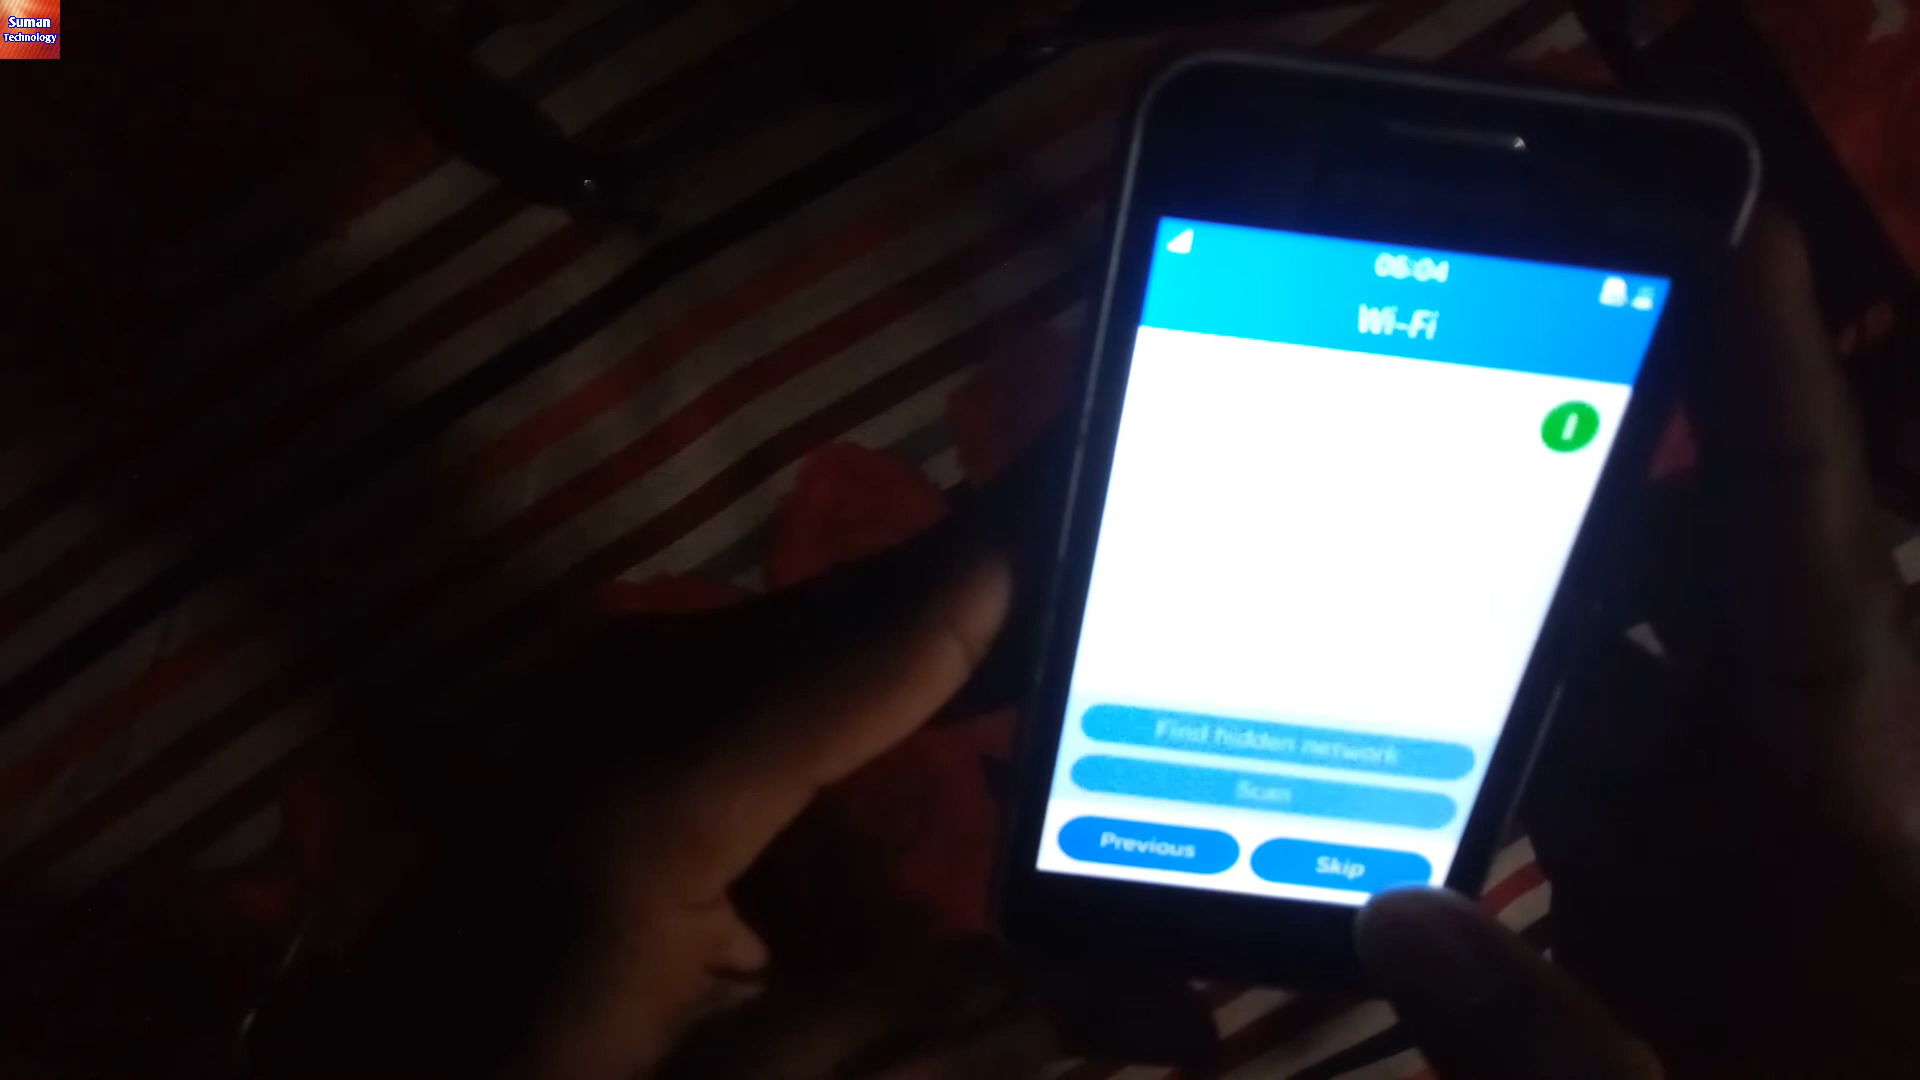 Suman
Technology
06:04
Wi-Fi
Find hidden network
Scan
Previous
Skip